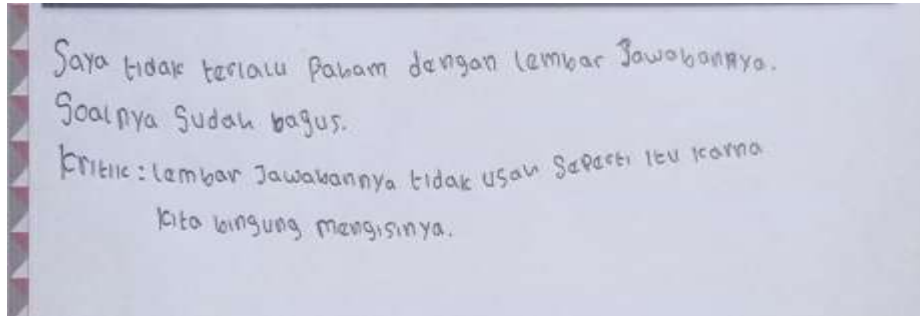 Saya tidak terlalu Paham dengan lembar Jawabannya.
Soalnya Sudah bagus.
Kritik : lembar Jawabannya tidak usah Seperti itu karna
kita bingung mengisinya.